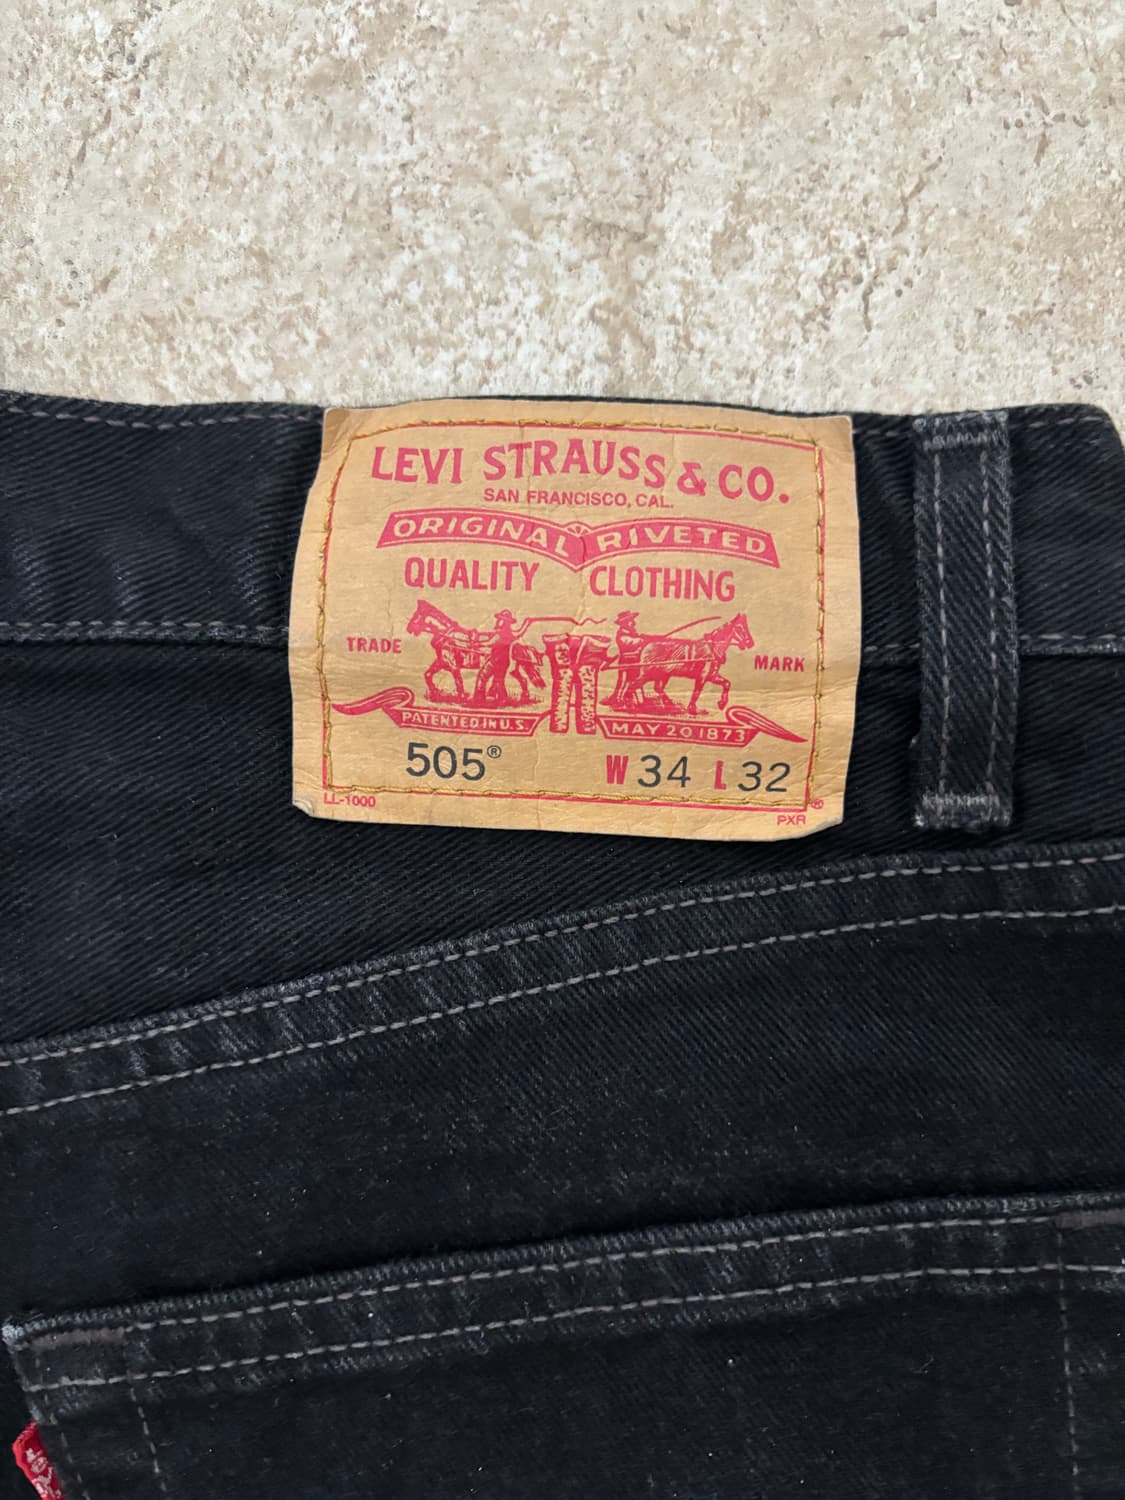 LEVI STRAUSS & CO.
SAN FRANCISCO, CAL.
ORIGINAL RIVETED
QUALITY CLOTHING
TRADE MARK
PATENTED IN U.S. MAY 20 1873
505® W 34 L 32
LL-1000 ®
PXR